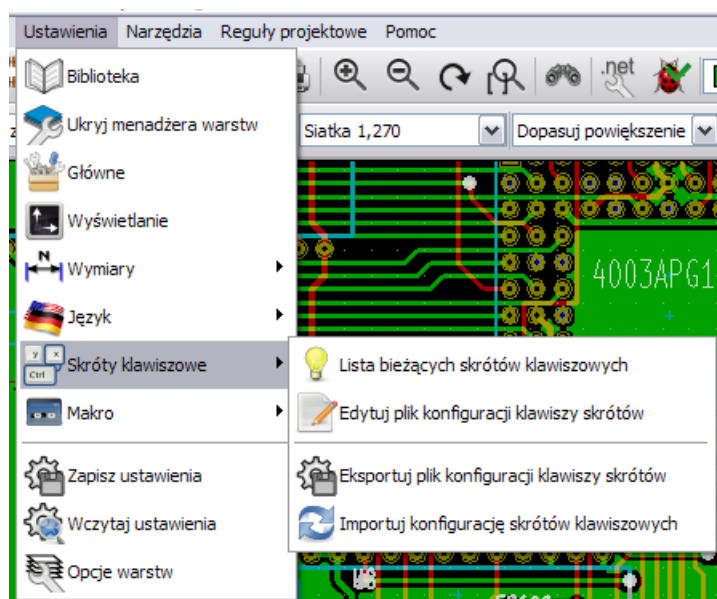 Ustawienia Narzędzia Reguły projektowe Pomoc
.net
Biblioteka
Ukryj menadżera warstw
Siatka 1,270
Dopasuj powiększenie
Główne
Wyświetlanie
N
Wymiary
4003APG1
Język
y x
Ctrl
Skróty klawiszowe
Lista bieżących skrótów klawiszowych
Makro
Edytuj plik konfiguracji klawiszy skrótów
Zapisz ustawienia
Eksportuj plik konfiguracji klawiszy skrótów
Wczytaj ustawienia
Importuj konfigurację skrótów klawiszowych
Opcje warstw